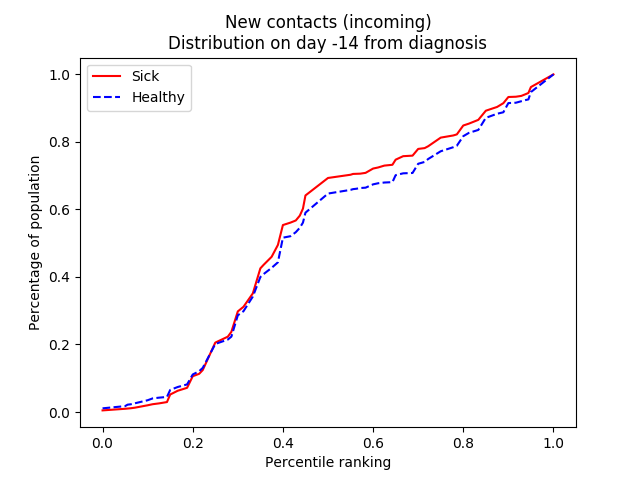 New contacts (incoming)
Distribution on day -14 from diagnosis
Sick
Healthy
1.0
0.8
0.6
0.4
0.2
0.0
Percentage of population
0.0 0.2 0.4 0.6 0.8 1.0
Percentile ranking